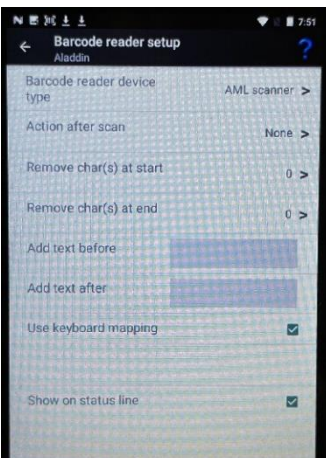 7:51
Barcode reader setup
Aladdin
?
Barcode reader device
type
AML scanner >
Action after scan
None >
Remove char(s) at start
0 >
Remove char(s) at end
0 >
Add text before
Add text after
Use keyboard mapping
Show on status line